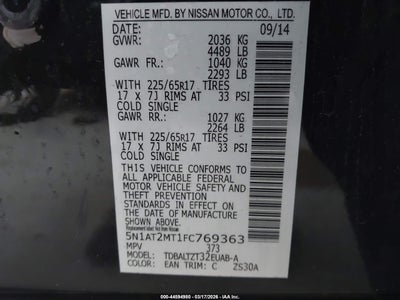 VEHICLE MFD. BY NISSAN MOTOR CO., LTD.
DATE: 09/14
GVWR: 2036 KG
4489 LB
GAWR FR.: 1040 KG
2293 LB
WITH 225/65R17 TIRES
17 x 7J RIMS AT 33 PSI
COLD SINGLE
GAWR RR.: 1027 KG
2264 LB
WITH 225/65R17 TIRES
17 x 7J RIMS AT 33 PSI
COLD SINGLE
THIS VEHICLE CONFORMS TO
ALL APPLICABLE FEDERAL
MOTOR VEHICLE SAFETY
STANDARDS IN EFFECT ON THE
DATE OF MANUFACTURE
SHOWN ABOVE.
5N1AT2MT1FC769363
MPV 373
MODEL: TDBALTZT32EUAB-A
COLOR: EAN TRIM: C ZS30A
000 - 44594980 | 03/17/2026 - IAA Inc.